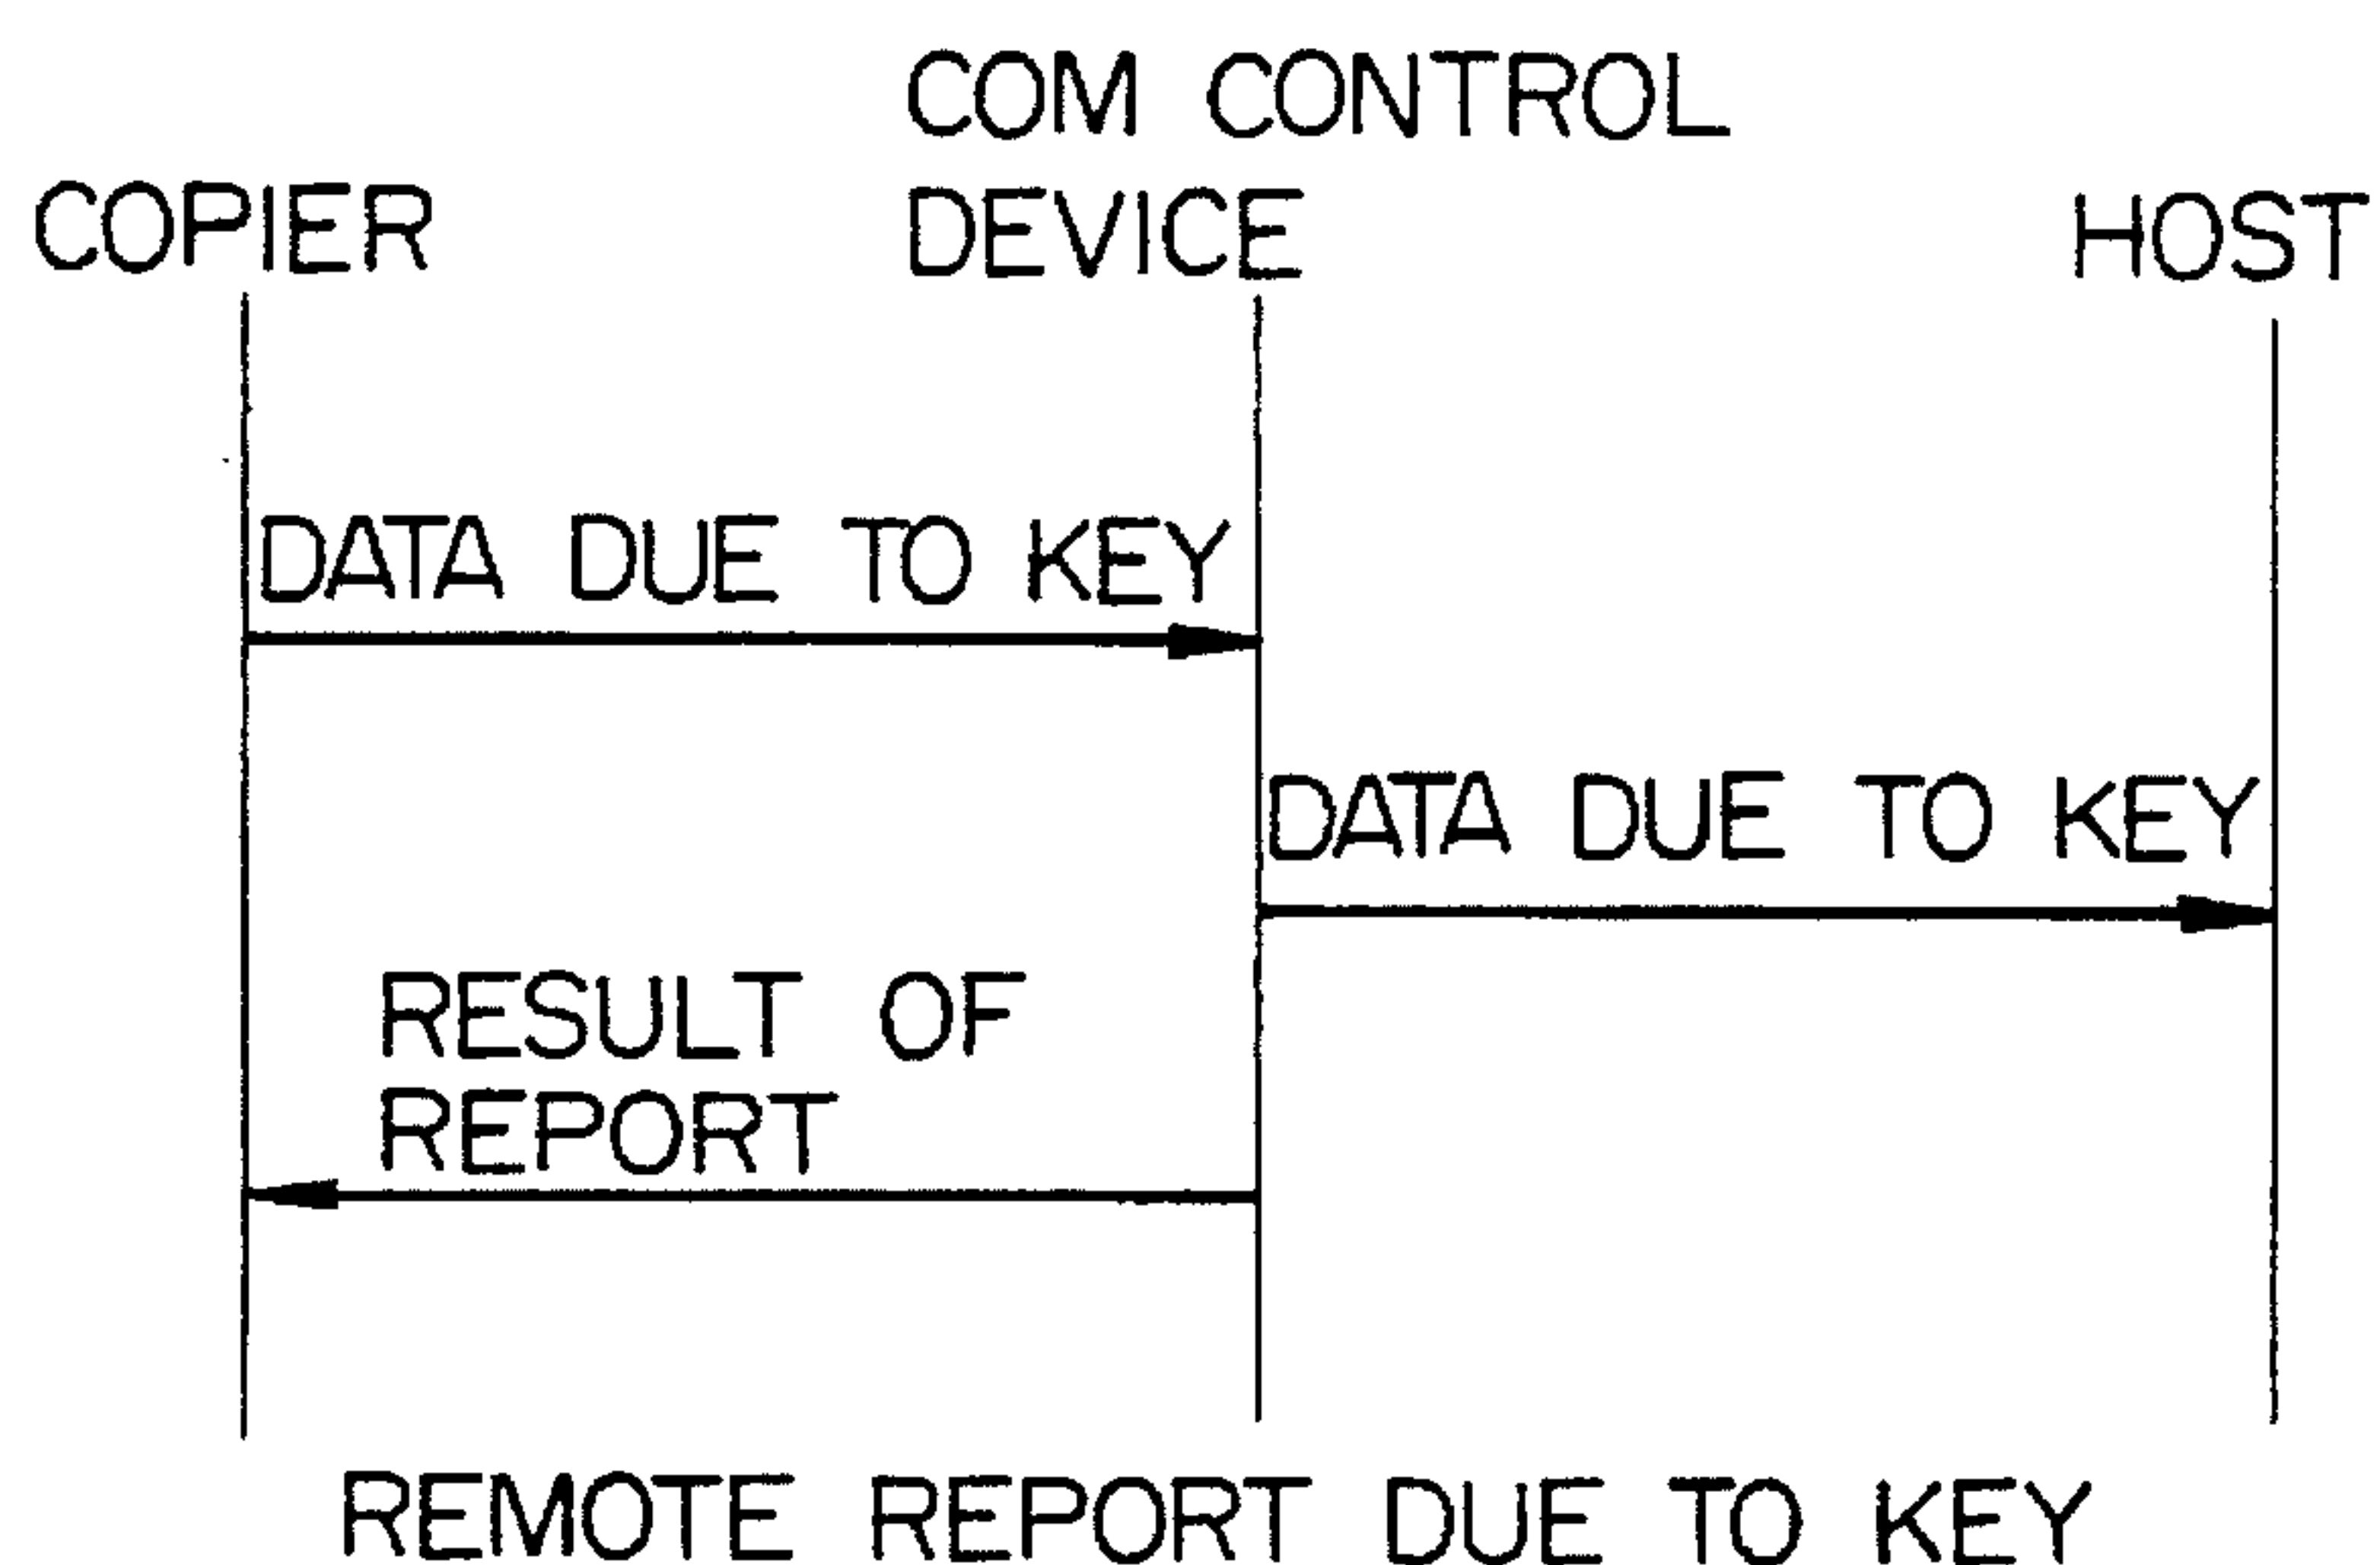 COPIER
COM CONTROL
DEVICE
HOST
DATA DUE TO KEY
DATA DUE TO KEY
RESULT OF
REPORT
REMOTE REPORT DUE TO KEY